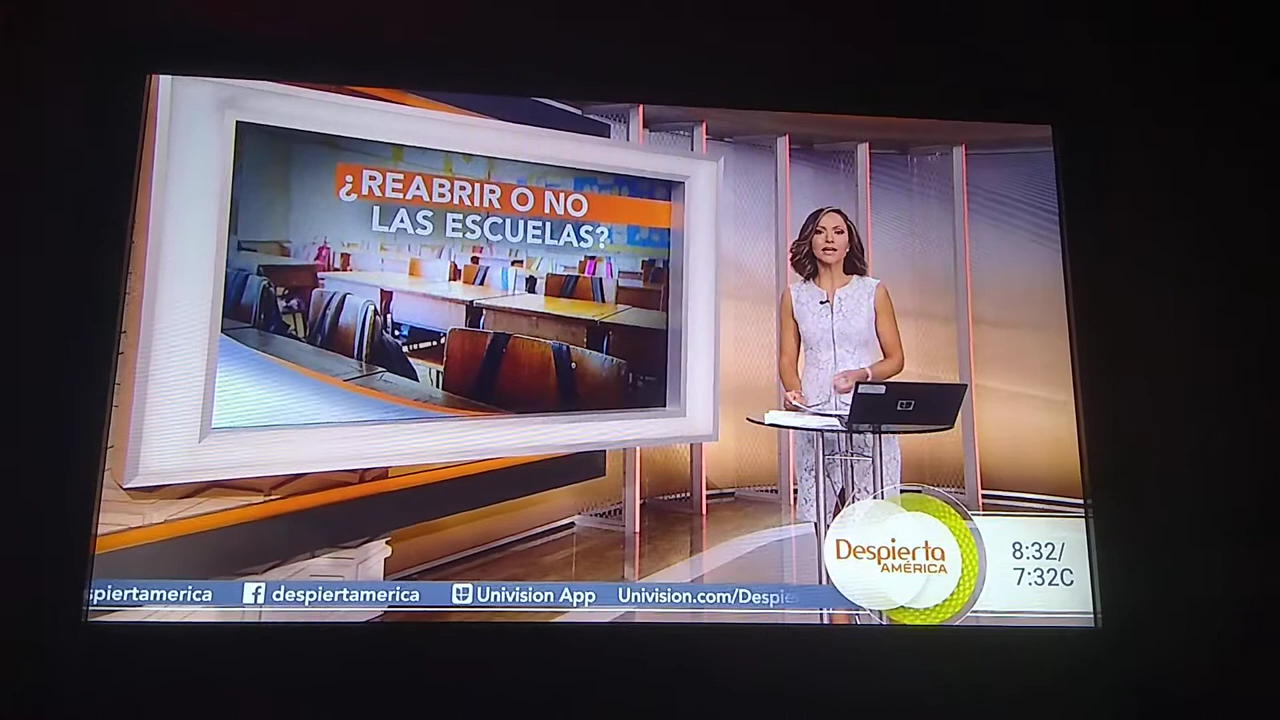 ¿REABRIR O NO
LAS ESCUELAS?
Despierta
AMÉRICA
8:32/
7:32C
spiertamerica
despiertamerica
Univision App
Univision.com/Despie